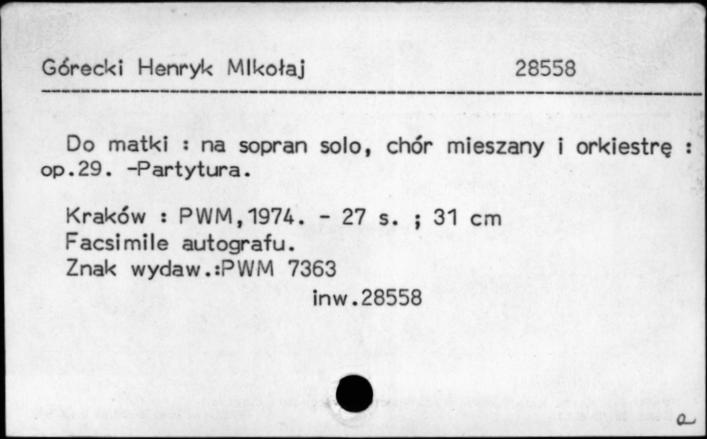 Górecki Henryk MIkołaj 28558
Do matki : na sopran solo, chór mieszany i orkiestrę :
op.29. -Partytura.
Kraków : PWM,1974. - 27 s. ; 31 cm
Facsimile autografu.
Znak wydaw.:PWM 7363
inw.28558
a